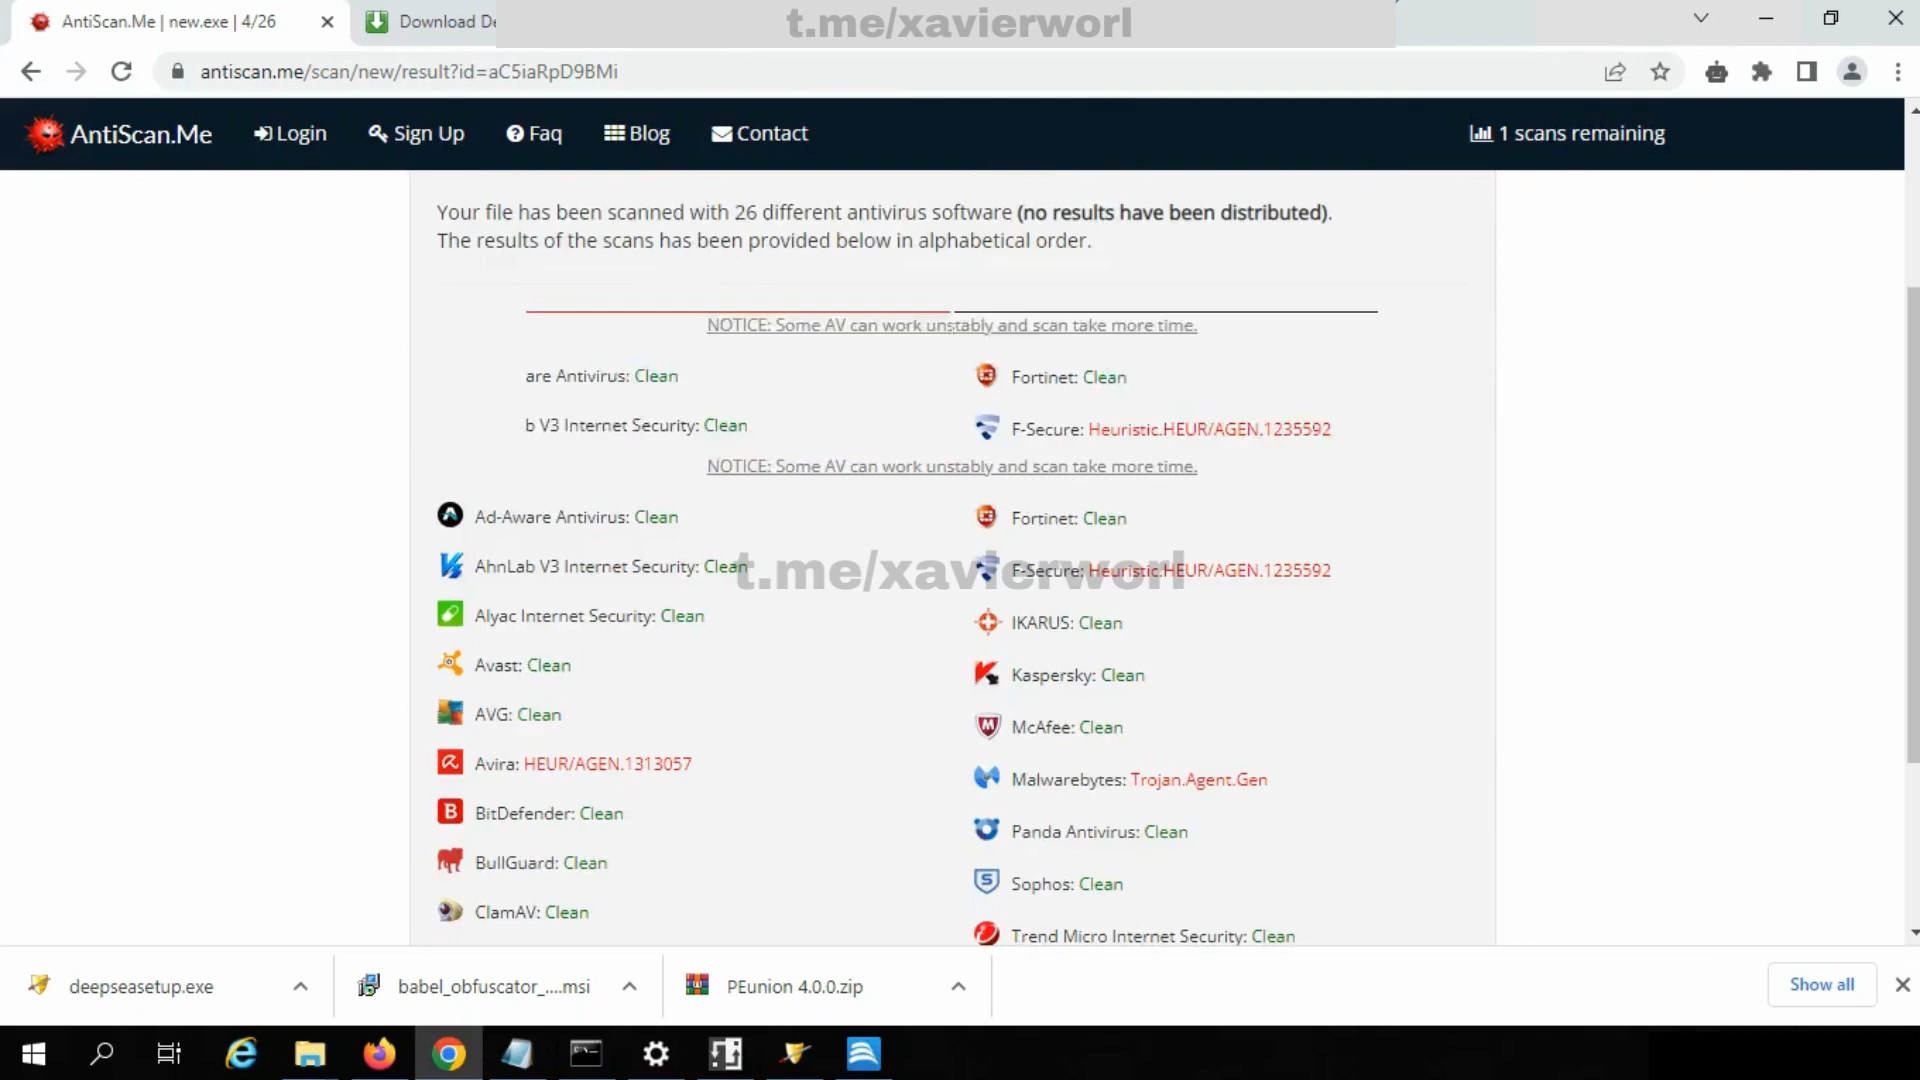 AntiScan.Me | new.exe | 4/26
Download De
t.me/xavierworl
antiscan.me/scan/new/result?id=aC5iaRpD9BMi
AntiScan.Me
Login
Sign Up
Faq
Blog
Contact
1 scans remaining
Your file has been scanned with 26 different antivirus software (no results have been distributed).
The results of the scans has been provided below in alphabetical order.
NOTICE: Some AV can work unstably and scan take more time.
are Antivirus: Clean
Fortinet: Clean
b V3 Internet Security: Clean
F-Secure: Heuristic.HEUR/AGEN.1235592
NOTICE: Some AV can work unstably and scan take more time.
Ad-Aware Antivirus: Clean
Fortinet: Clean
AhnLab V3 Internet Security: Clean
t.me/xavierworl
F-Secure: Heuristic.HEUR/AGEN.1235592
Alyac Internet Security: Clean
IKARUS: Clean
Avast: Clean
Kaspersky: Clean
AVG: Clean
McAfee: Clean
Avira: HEUR/AGEN.1313057
Malwarebytes: Trojan.Agent.Gen
BitDefender: Clean
Panda Antivirus: Clean
BullGuard: Clean
Sophos: Clean
ClamAV: Clean
Trend Micro Internet Security: Clean
deepseasetup.exe
babel_obfuscator_....msi
PEunion 4.0.0.zip
Show all